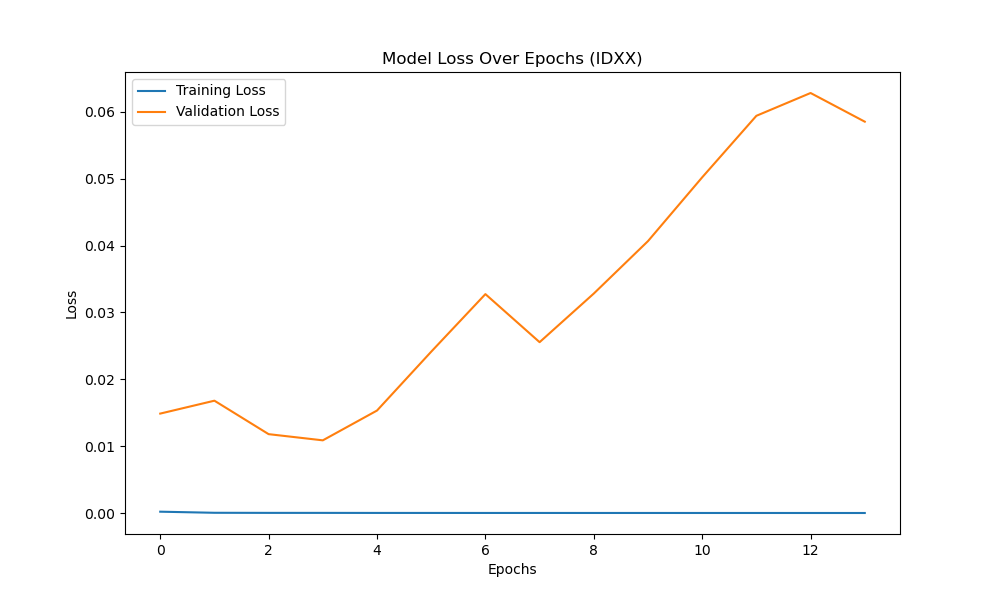 Model Loss Over Epochs (IDXX)
Training Loss
Validation Loss
0.06
0.05
0.04
0.03
0.02
0.01
0.00
Loss
0 2 4 6 8 10 12
Epochs